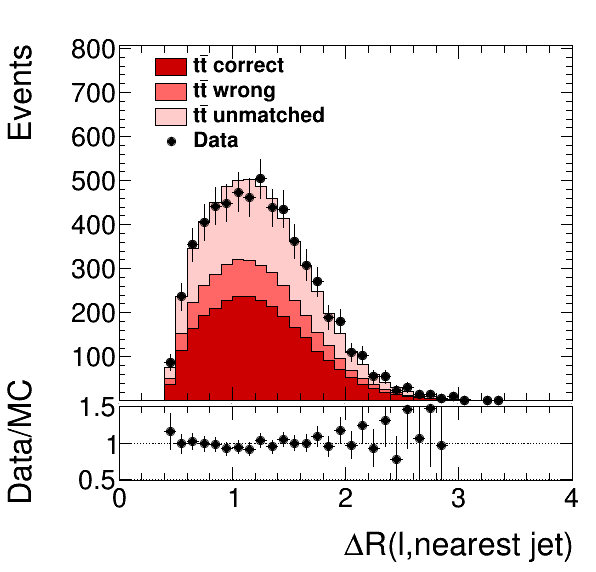 Events
800
700
600
500
400
300
200
100
tt̄ correct
tt̄ wrong
tt̄ unmatched
Data
Data/MC
1.5
1
0.5
0 1 2 3 4
ΔR(l,nearest jet)